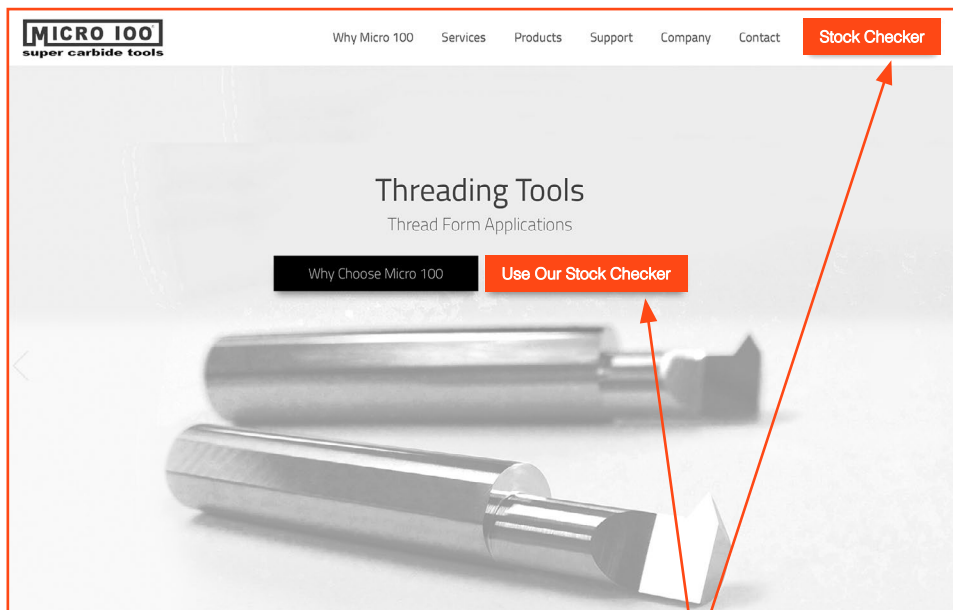 MICRO 100
super carbide tools
Why Micro 100 Services Products Support Company Contact Stock Checker
Threading Tools
Thread Form Applications
Why Choose Micro 100 Use Our Stock Checker